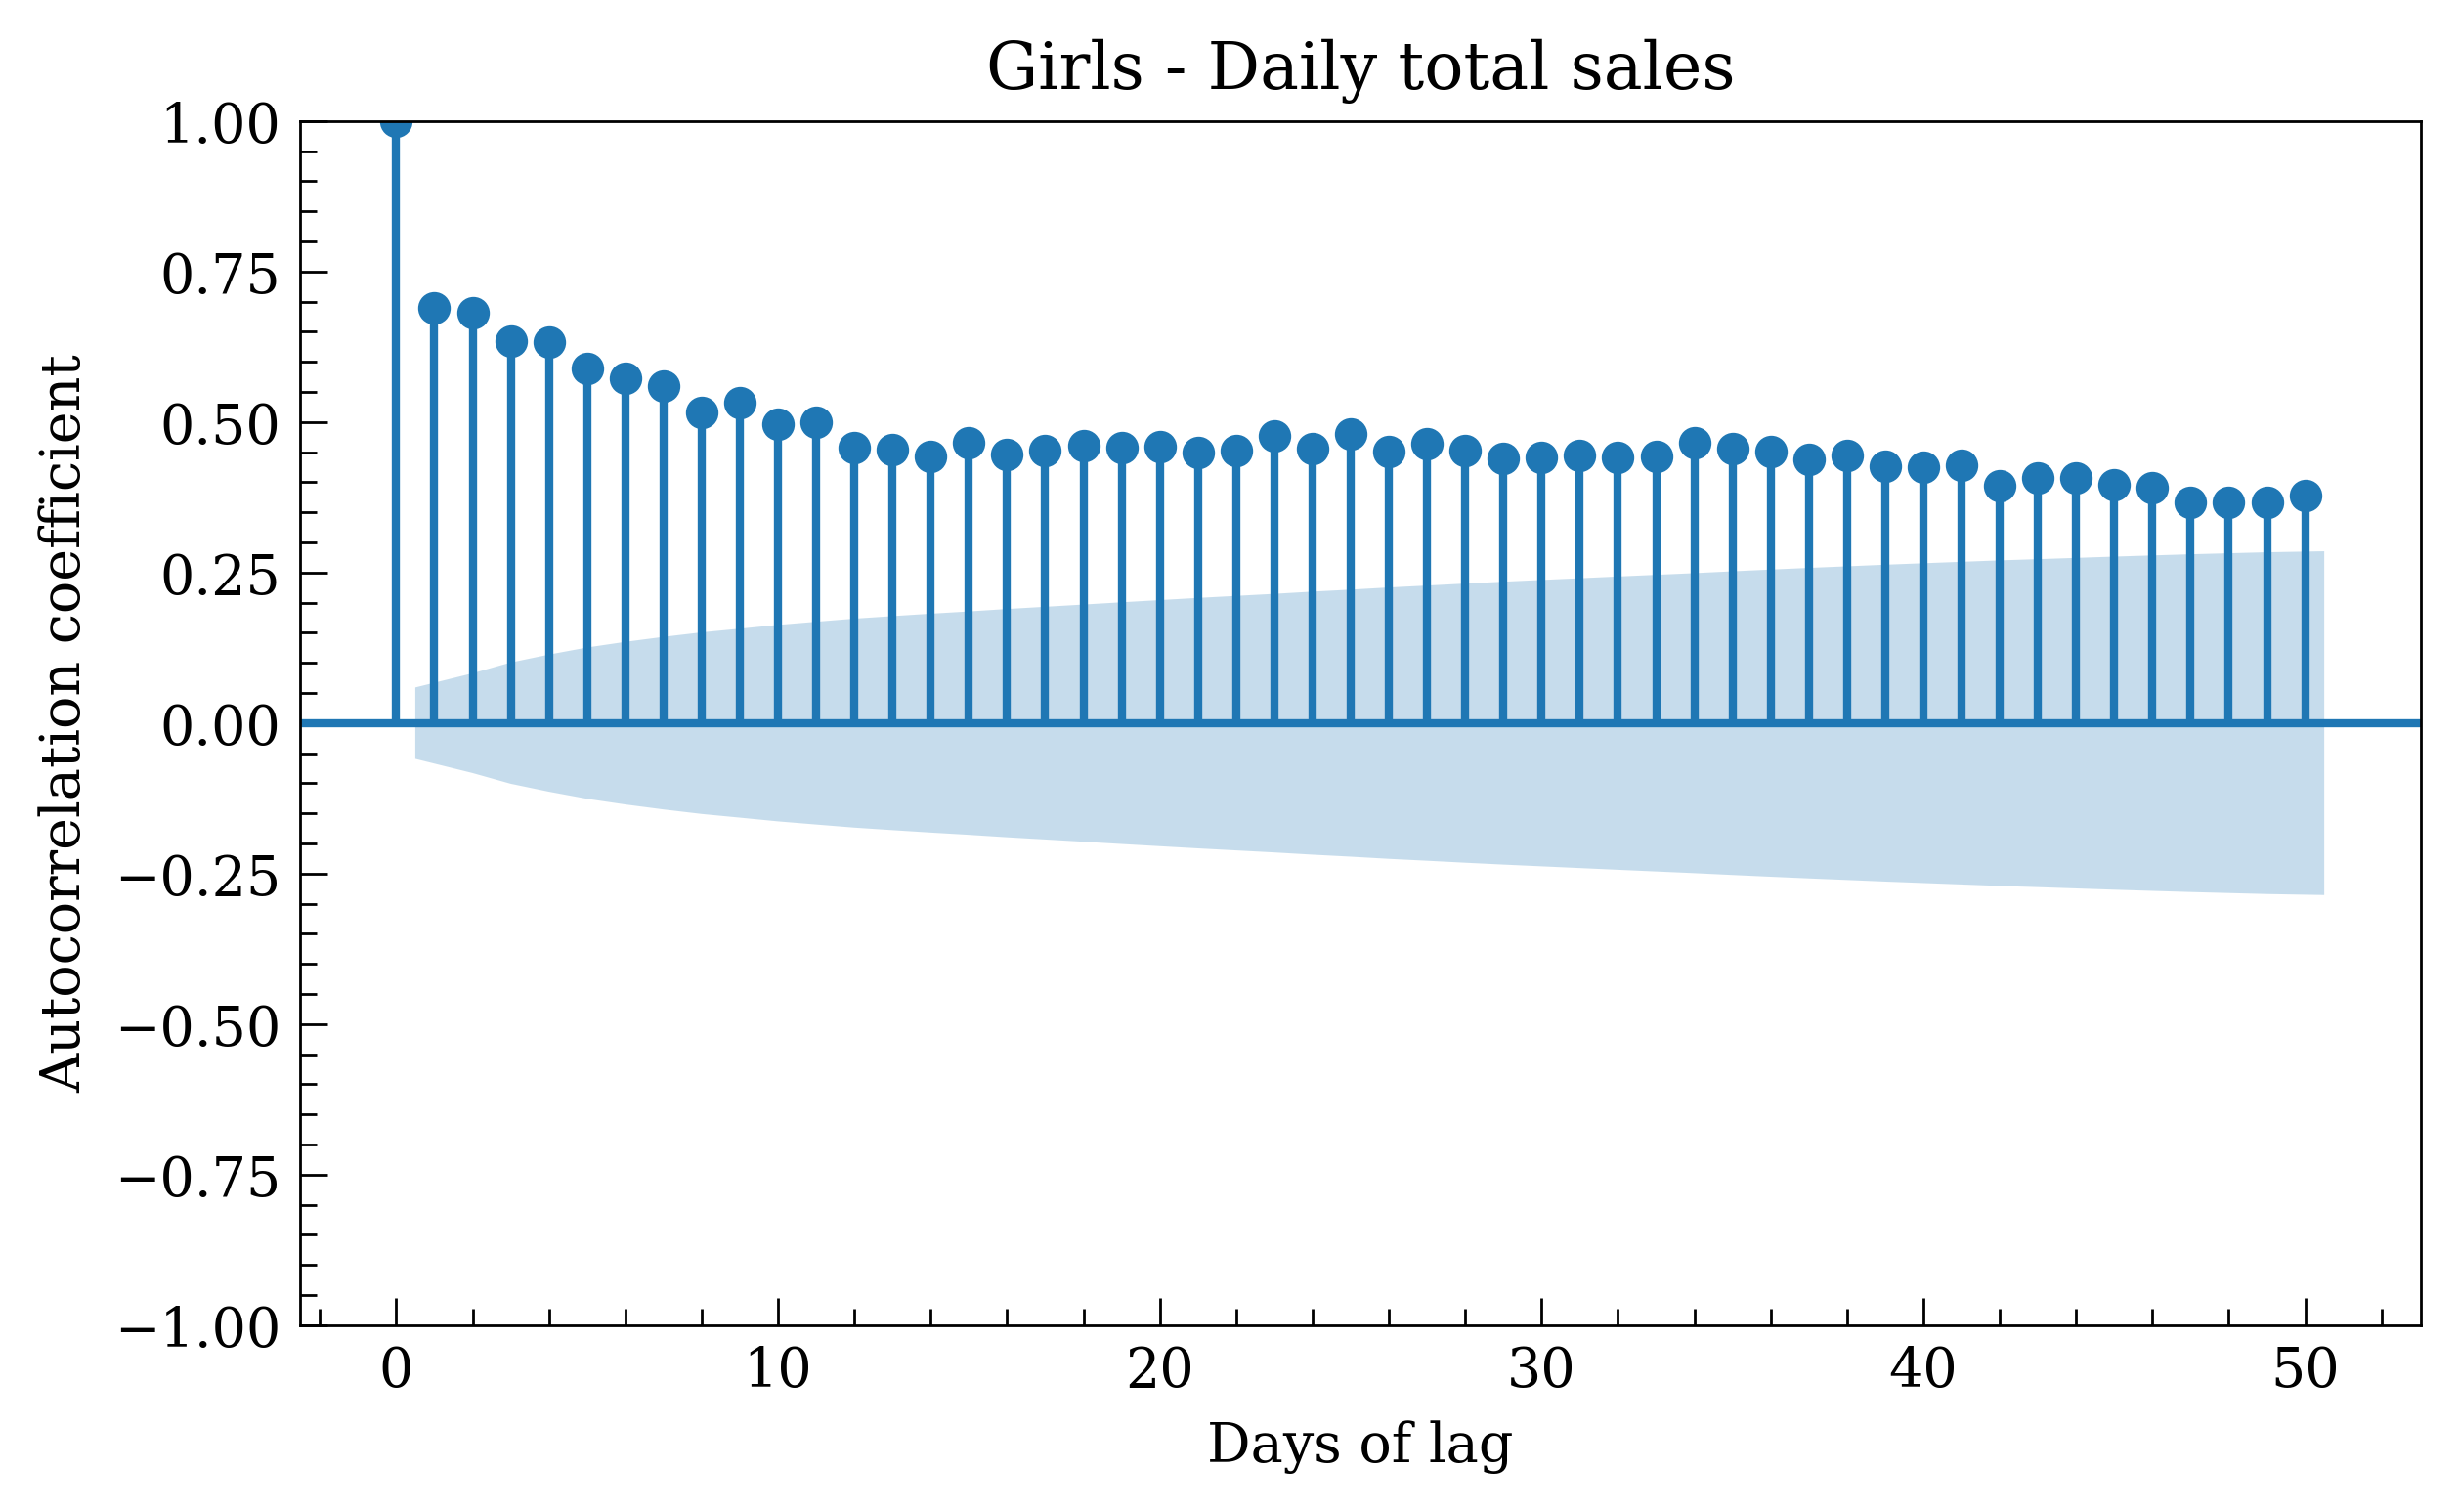 Girls - Daily total sales
Autocorrelation coefficient
1.00
0.75
0.50
0.25
0.00
−0.25
−0.50
−0.75
−1.00
0 10 20 30 40 50
Days of lag